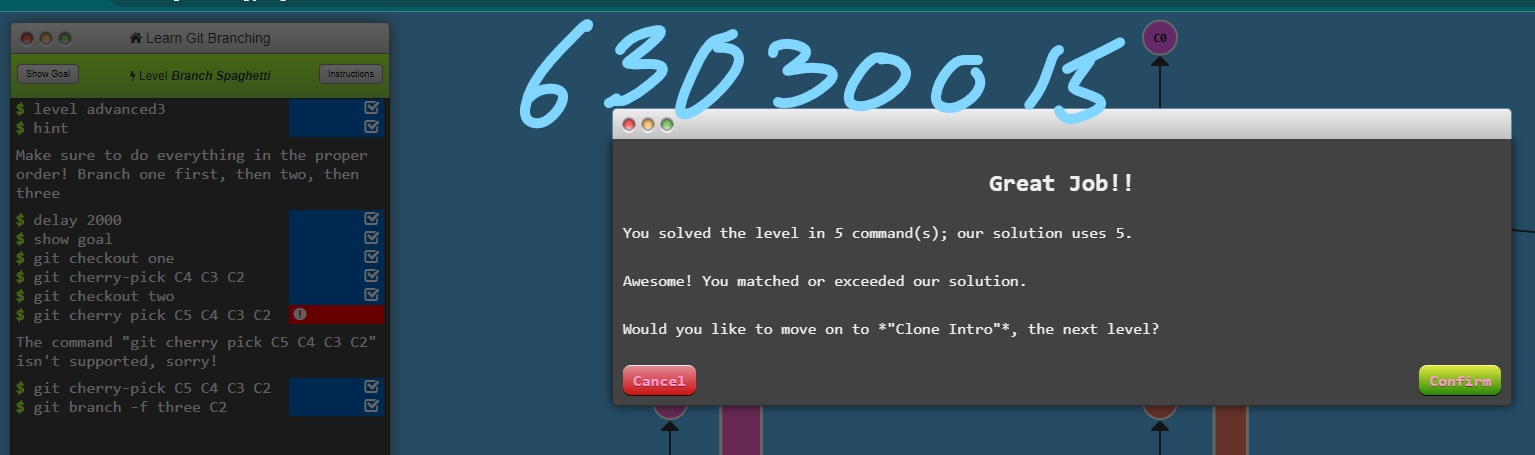 Learn Git Branching
Show Goal
Level Branch Spaghetti
Instructions
$ level advanced3
$ hint
Make sure to do everything in the proper
order! Branch one first, then two, then
three
$ delay 2000
$ show goal
$ git checkout one
$ git cherry-pick C4 C3 C2
$ git checkout two
$ git cherry pick C5 C4 C3 C2
The command "git cherry pick C5 C4 C3 C2"
isn't supported, sorry!
$ git cherry-pick C5 C4 C3 C2
$ git branch -f three C2
63030015
C0
Great Job!!
You solved the level in 5 command(s); our solution uses 5.
Awesome! You matched or exceeded our solution.
Would you like to move on to *"Clone Intro"*, the next level?
Cancel
Confirm